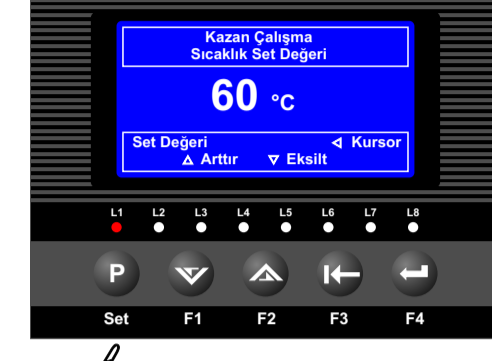 Kazan Çalışma
Sıcaklık Set Değeri
60 °C
Set Değeri Kursor
Arttır Eksilt
L1 L2 L3 L4 L5 L6 L7 L8
P
Set F1 F2 F3 F4